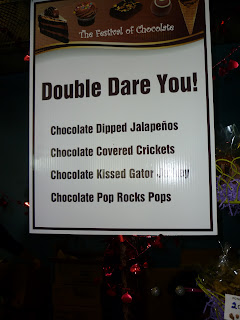 The Festival of Chocolate
Double Dare You!
Chocolate Dipped Jalapeños
Chocolate Covered Crickets
Chocolate Kissed Gator
Chocolate Pop Rocks Pops